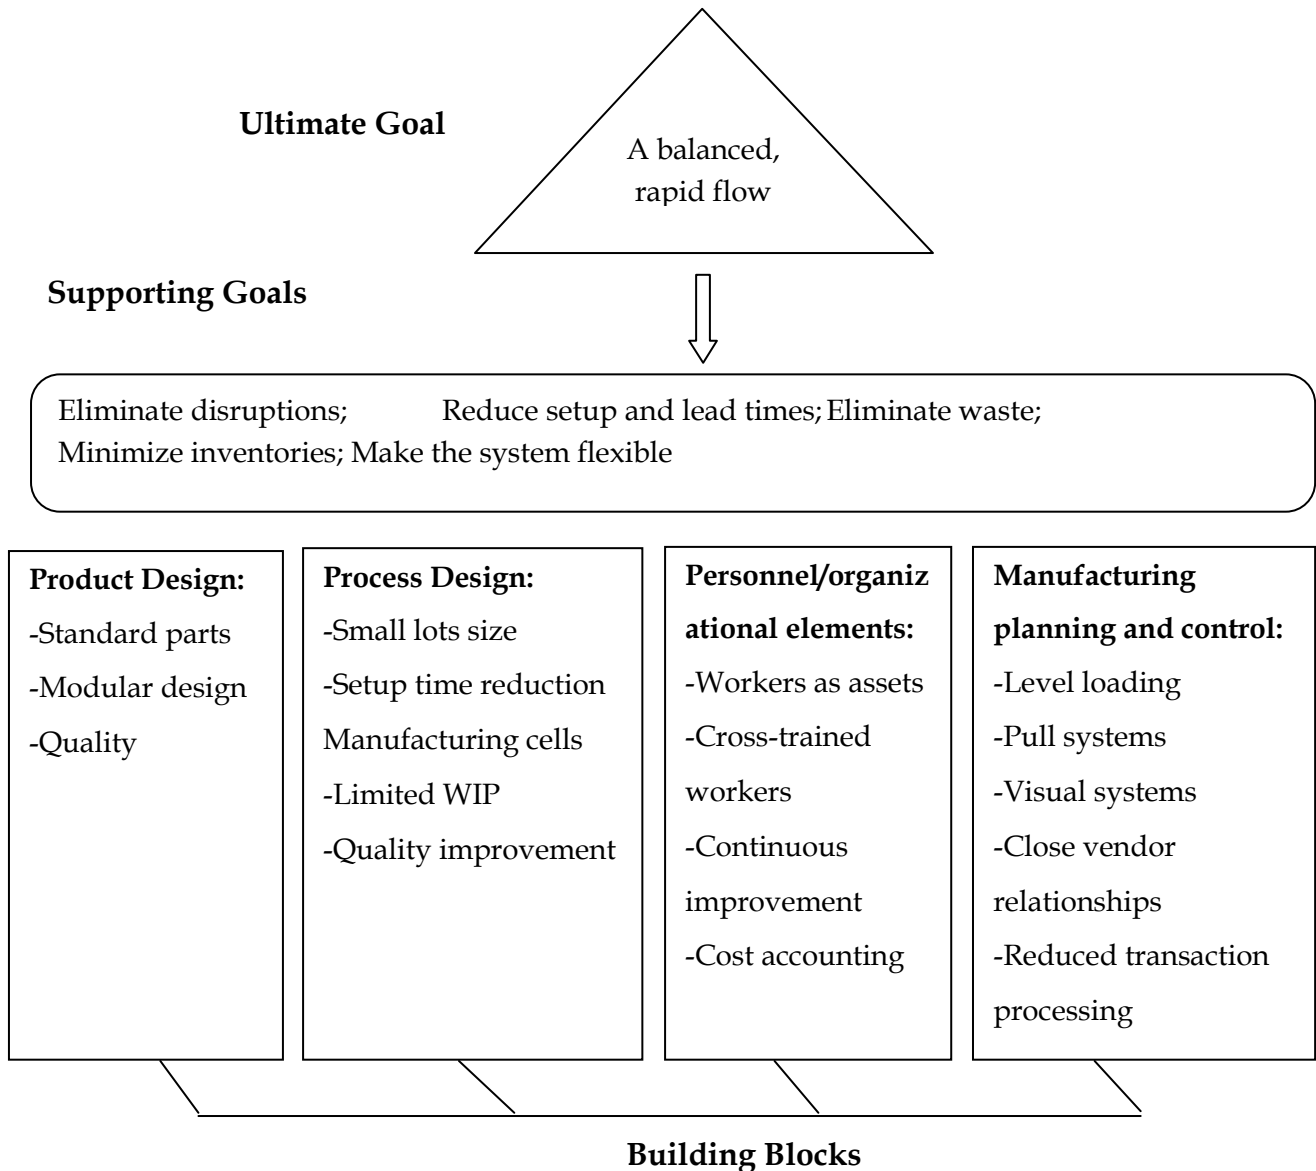 Ultimate Goal
A balanced,
rapid flow
Supporting Goals
Eliminate disruptions; Reduce setup and lead times; Eliminate waste;
Minimize inventories; Make the system flexible
Product Design:
-Standard parts
-Modular design
-Quality
Process Design:
-Small lots size
-Setup time reduction
Manufacturing cells
-Limited WIP
-Quality improvement
Personnel/organiz
ational elements:
-Workers as assets
-Cross-trained
workers
-Continuous
improvement
-Cost accounting
Manufacturing
planning and control:
-Level loading
-Pull systems
-Visual systems
-Close vendor
relationships
-Reduced transaction
processing
Building Blocks